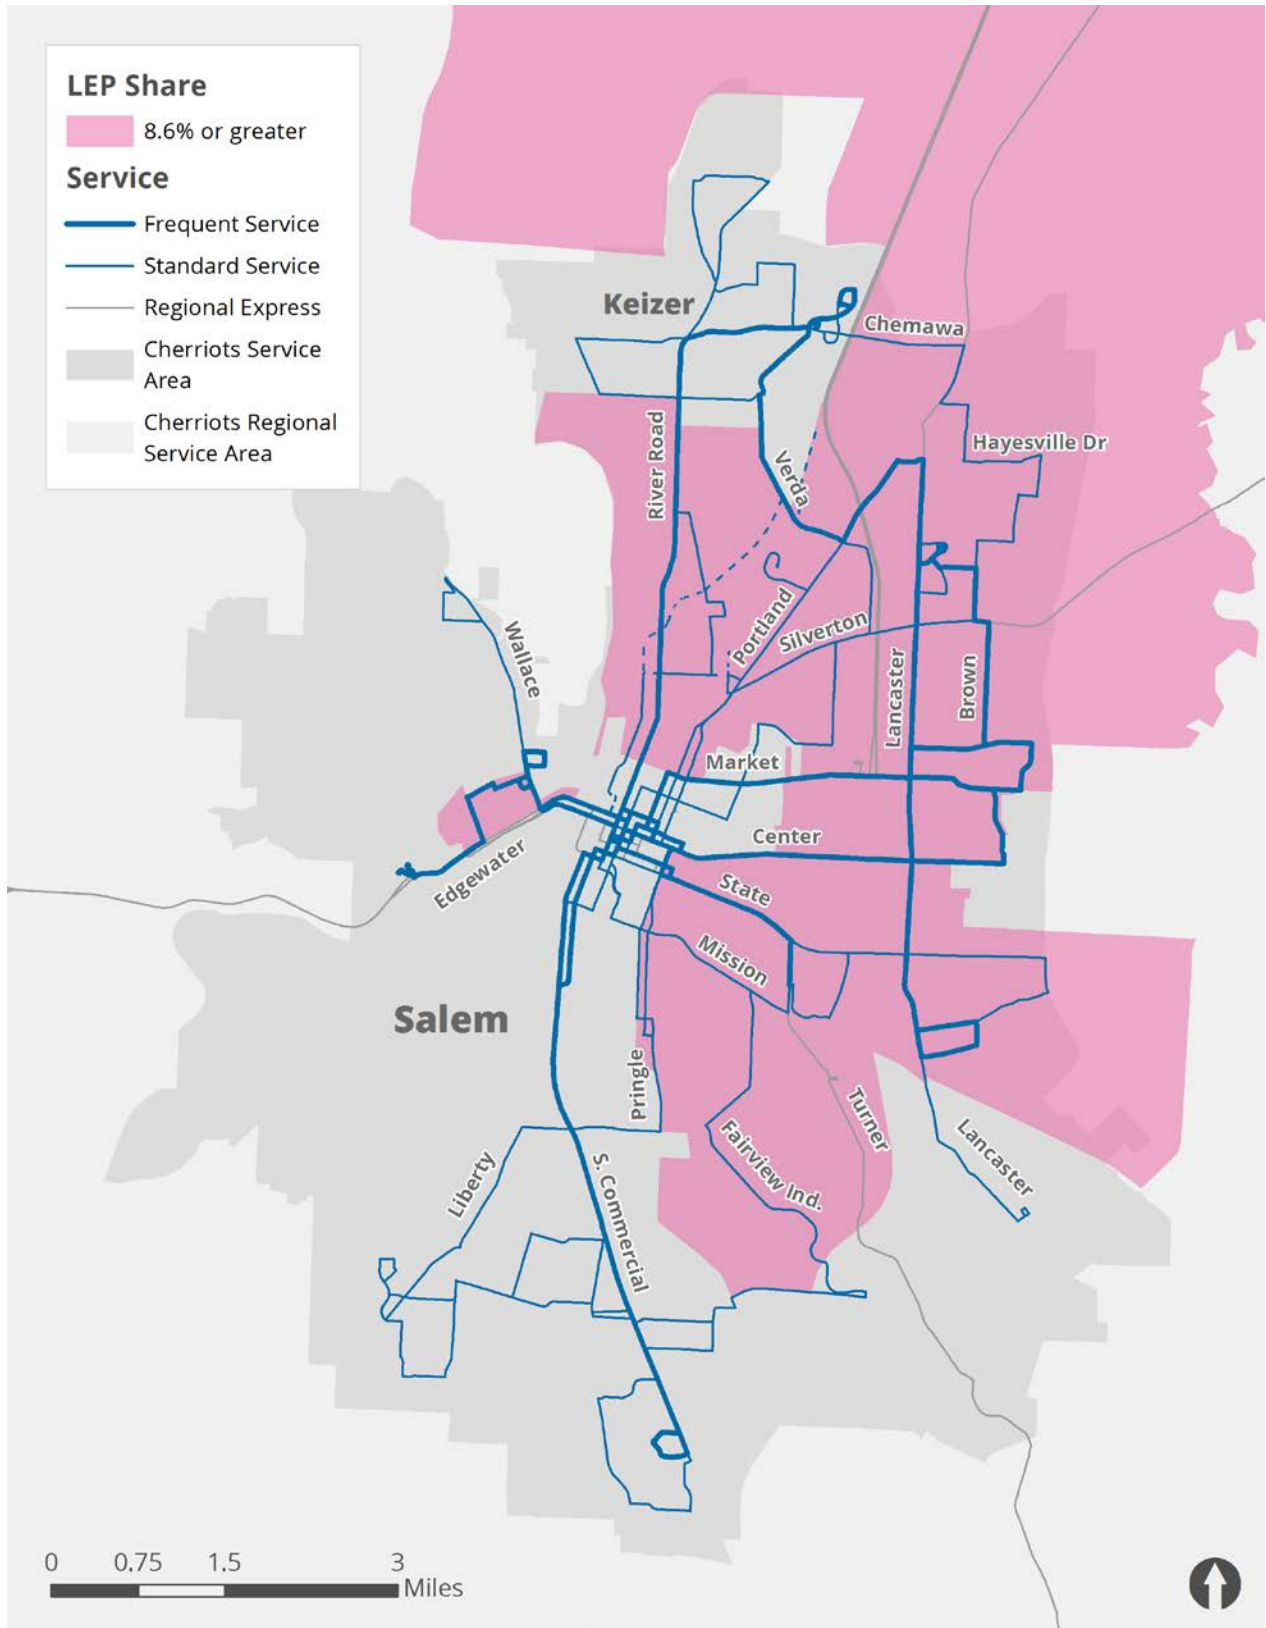 LEP Share
8.6% or greater
Service
Frequent Service
Standard Service
Regional Express
Cherriots Service
Area
Cherriots Regional
Service Area
Keizer
Chemawa
River Road
Hayesville Dr
Verda
Portland
Silverton
Wallace
Lancaster
Brown
Market
Center
Edgewater
State
Mission
Salem
Pringle
Turner
Fairview Ind.
Lancaster
Liberty
S. Commercial
0 0.75 1.5 3
Miles